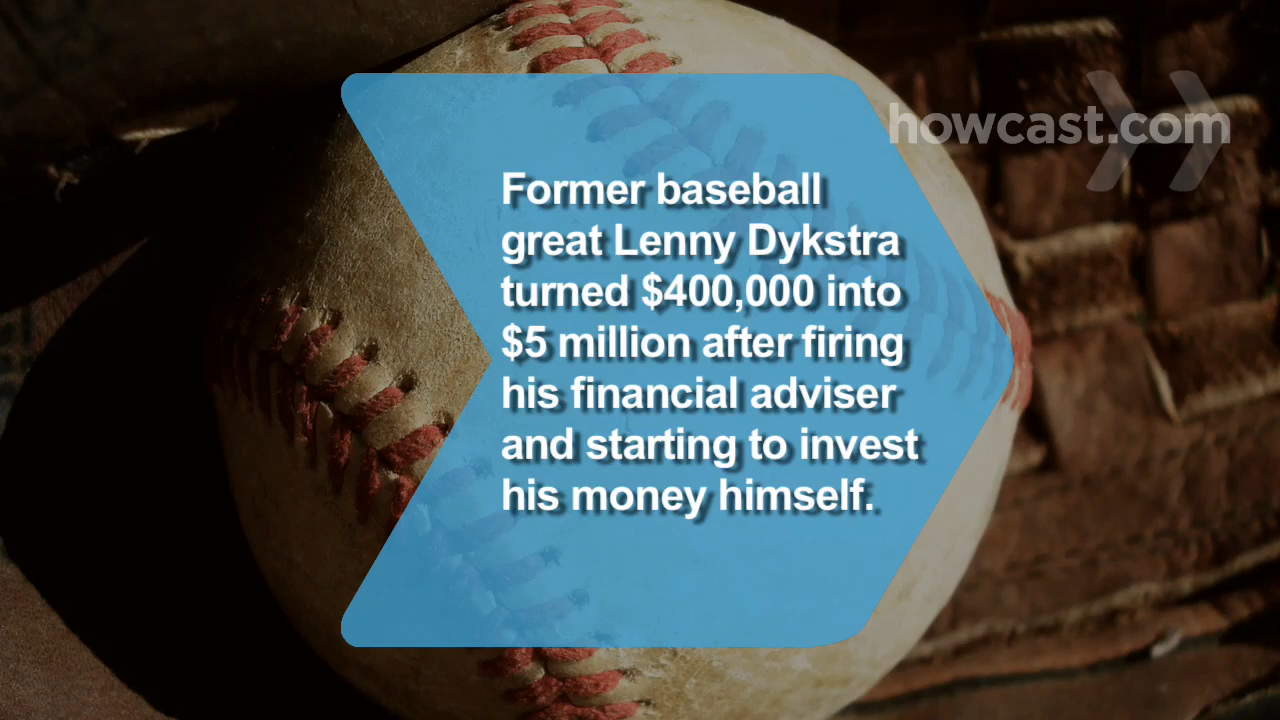 howcast.com
Former baseball
great Lenny Dykstra
turned $400,000 into
$5 million after firing
his financial adviser
and starting to invest
his money himself.